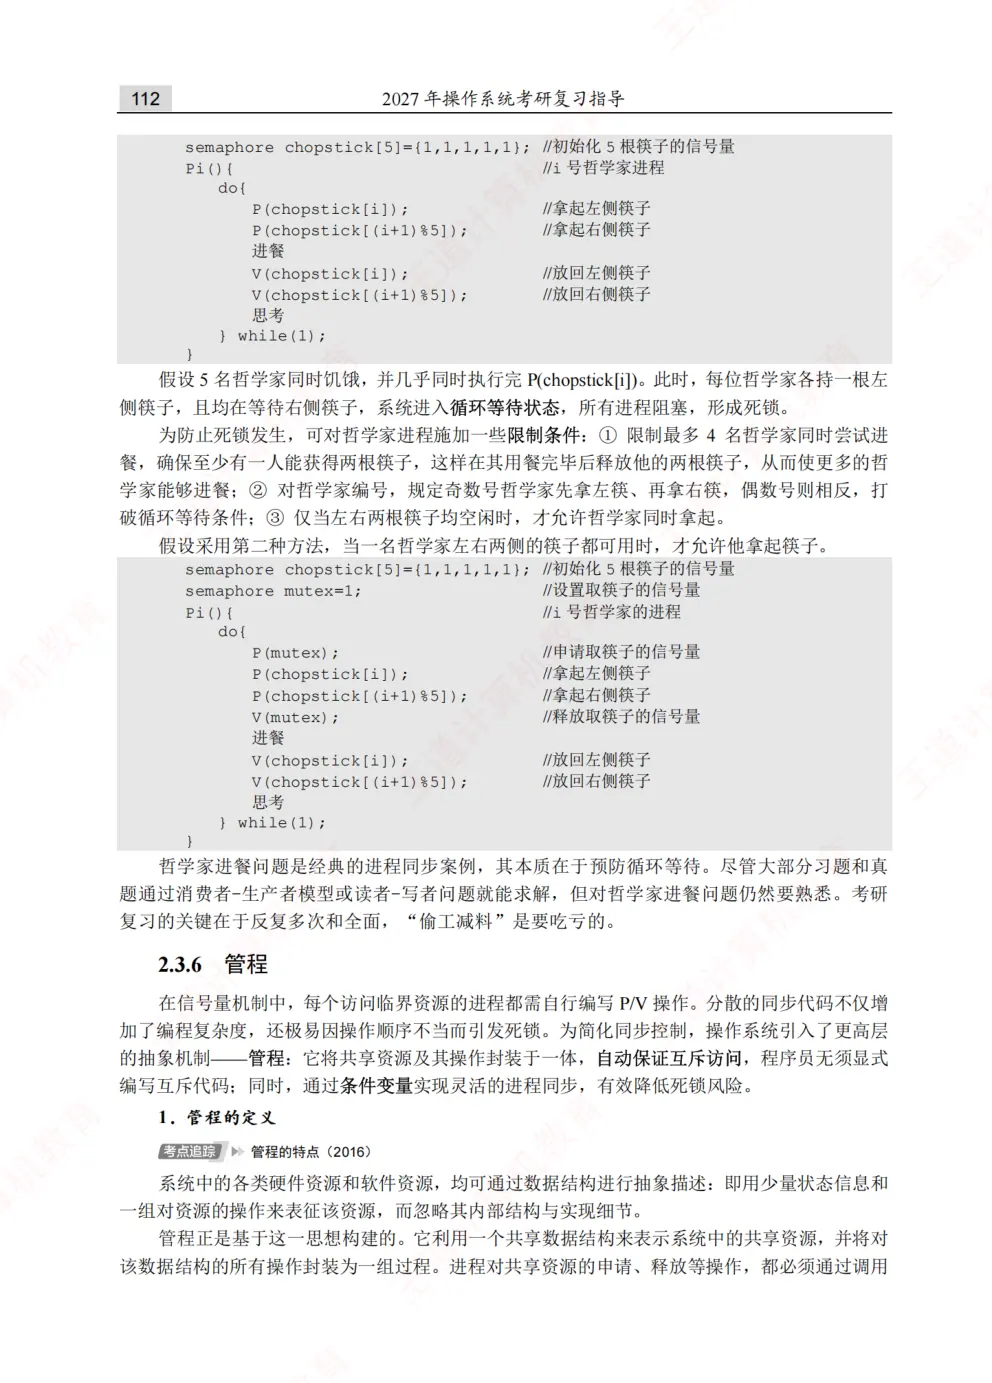 112
2027 年操作系统考研复习指导
semaphore chopstick[5]={1,1,1,1,1}; //初始化 5 根筷子的信号量
Pi(){ //i 号哲学家进程
do{
P(chopstick[i]); //拿起左侧筷子
P(chopstick[(i+1)%5]); //拿起右侧筷子
进餐
V(chopstick[i]); //放回左侧筷子
V(chopstick[(i+1)%5]); //放回右侧筷子
思考
} while(1);
}
假设 5 名哲学家同时饥饿，并几乎同时执行完 P(chopstick[i])。此时，每位哲学家各持一根左
侧筷子，且均在等待右侧筷子，系统进入循环等待状态，所有进程阻塞，形成死锁。
为防止死锁发生，可对哲学家进程施加一些限制条件：① 限制最多 4 名哲学家同时尝试进
餐，确保至少有一人能获得两根筷子，这样在其用餐完毕后释放他的两根筷子，从而使更多的哲
学家能够进餐；② 对哲学家编号，规定奇数号哲学家先拿左筷、再拿右筷，偶数号则相反，打
破循环等待条件；③ 仅当左右两根筷子均空闲时，才允许哲学家同时拿起。
假设采用第二种方法，当一名哲学家左右两侧的筷子都可用时，才允许他拿起筷子。
semaphore chopstick[5]={1,1,1,1,1}; //初始化 5 根筷子的信号量
semaphore mutex=1; //设置取筷子的信号量
Pi(){ //i 号哲学家的进程
do{
P(mutex); //申请取筷子的信号量
P(chopstick[i]); //拿起左侧筷子
P(chopstick[(i+1)%5]); //拿起右侧筷子
V(mutex); //释放取筷子的信号量
进餐
V(chopstick[i]); //放回左侧筷子
V(chopstick[(i+1)%5]); //放回右侧筷子
思考
} while(1);
}
哲学家进餐问题是经典的进程同步案例，其本质在于预防循环等待。尽管大部分习题和真
题通过消费者-生产者模型或读者-写者问题就能求解，但对哲学家进餐问题仍然要熟悉。考研
复习的关键在于反复多次和全面，“偷工减料”是要吃亏的。
2.3.6 管程
在信号量机制中，每个访问临界资源的进程都需自行编写 P/V 操作。分散的同步代码不仅增
加了编程复杂度，还极易因操作顺序不当而引发死锁。为简化同步控制，操作系统引入了更高层
的抽象机制——管程：它将共享资源及其操作封装于一体，自动保证互斥访问，程序员无须显式
编写互斥代码；同时，通过条件变量实现灵活的进程同步，有效降低死锁风险。
1．管程的定义
考点追踪 管程的特点（2016）
系统中的各类硬件资源和软件资源，均可通过数据结构进行抽象描述：即用少量状态信息和
一组对资源的操作来表征该资源，而忽略其内部结构与实现细节。
管程正是基于这一思想构建的。它利用一个共享数据结构来表示系统中的共享资源，并将对
该数据结构的所有操作封装为一组过程。进程对共享资源的申请、释放等操作，都必须通过调用